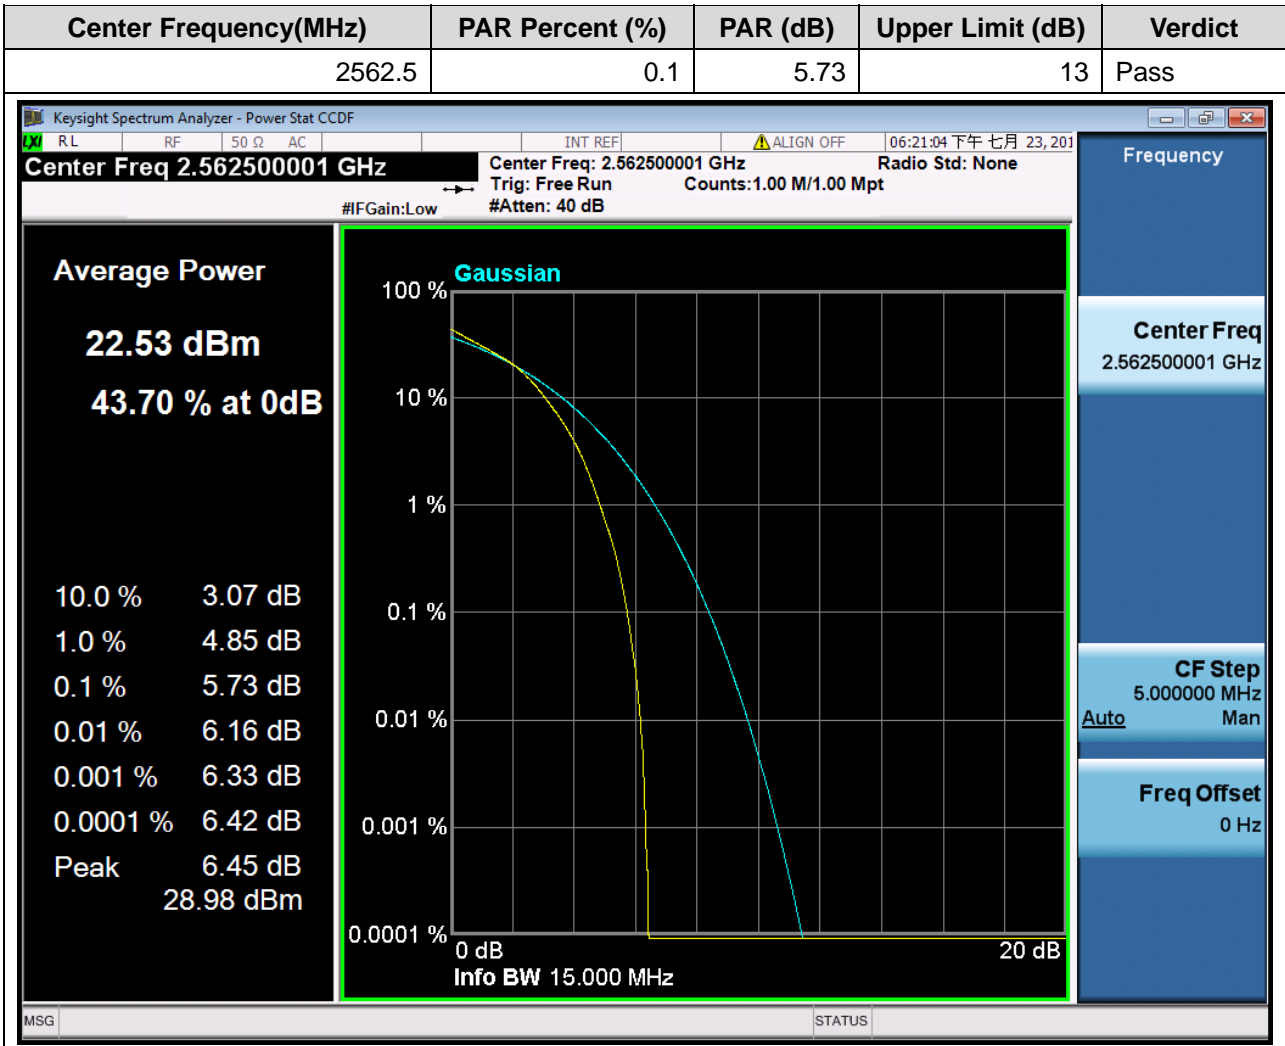 Center Frequency(MHz) PAR Percent (%) PAR (dB) Upper Limit (dB) Verdict
2562.5 0.1 5.73 13 Pass
Keysight Spectrum Analyzer - Power Stat CCDF
LXI RL RF 50 Ω AC INT REF ALIGN OFF 06:21:04 下午 七月 23, 201
Center Freq 2.562500001 GHz
Center Freq: 2.562500001 GHz Radio Std: None
Trig: Free Run Counts:1.00 M/1.00 Mpt
#IFGain:Low #Atten: 40 dB
Frequency
Average Power
22.53 dBm
43.70 % at 0dB
10.0 % 3.07 dB
1.0 % 4.85 dB
0.1 % 5.73 dB
0.01 % 6.16 dB
0.001 % 6.33 dB
0.0001 % 6.42 dB
Peak 6.45 dB
28.98 dBm
Gaussian
100 %
10 %
1 %
0.1 %
0.01 %
0.001 %
0.0001 %
0 dB 20 dB
Info BW 15.000 MHz
Center Freq
2.562500001 GHz
CF Step
5.000000 MHz
Auto Man
Freq Offset
0 Hz
MSG STATUS